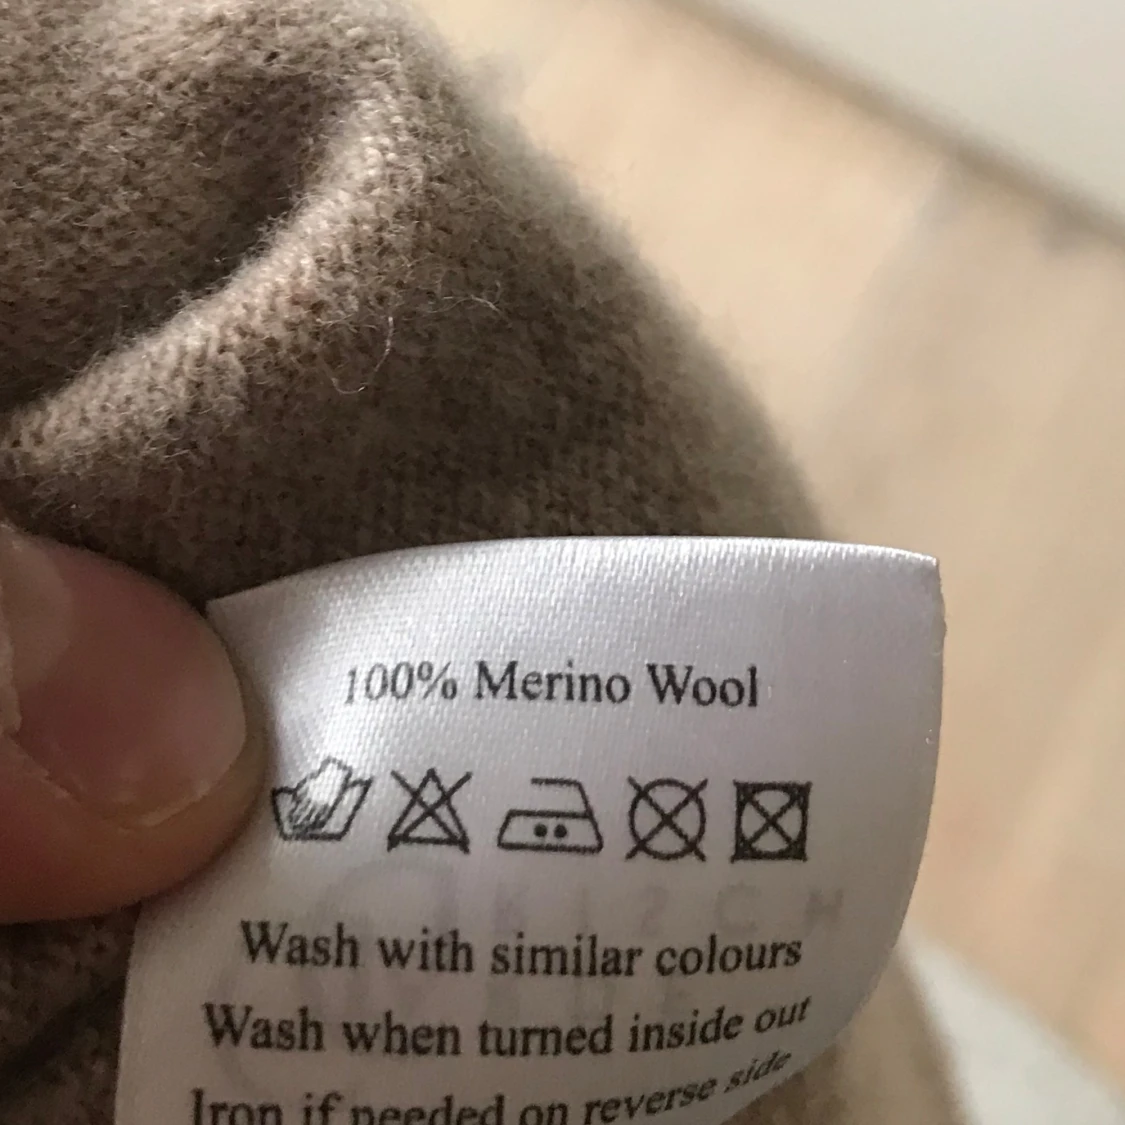 100% Merino Wool
Wash with similar colours
Wash when turned inside out
Iron if needed on reverse side